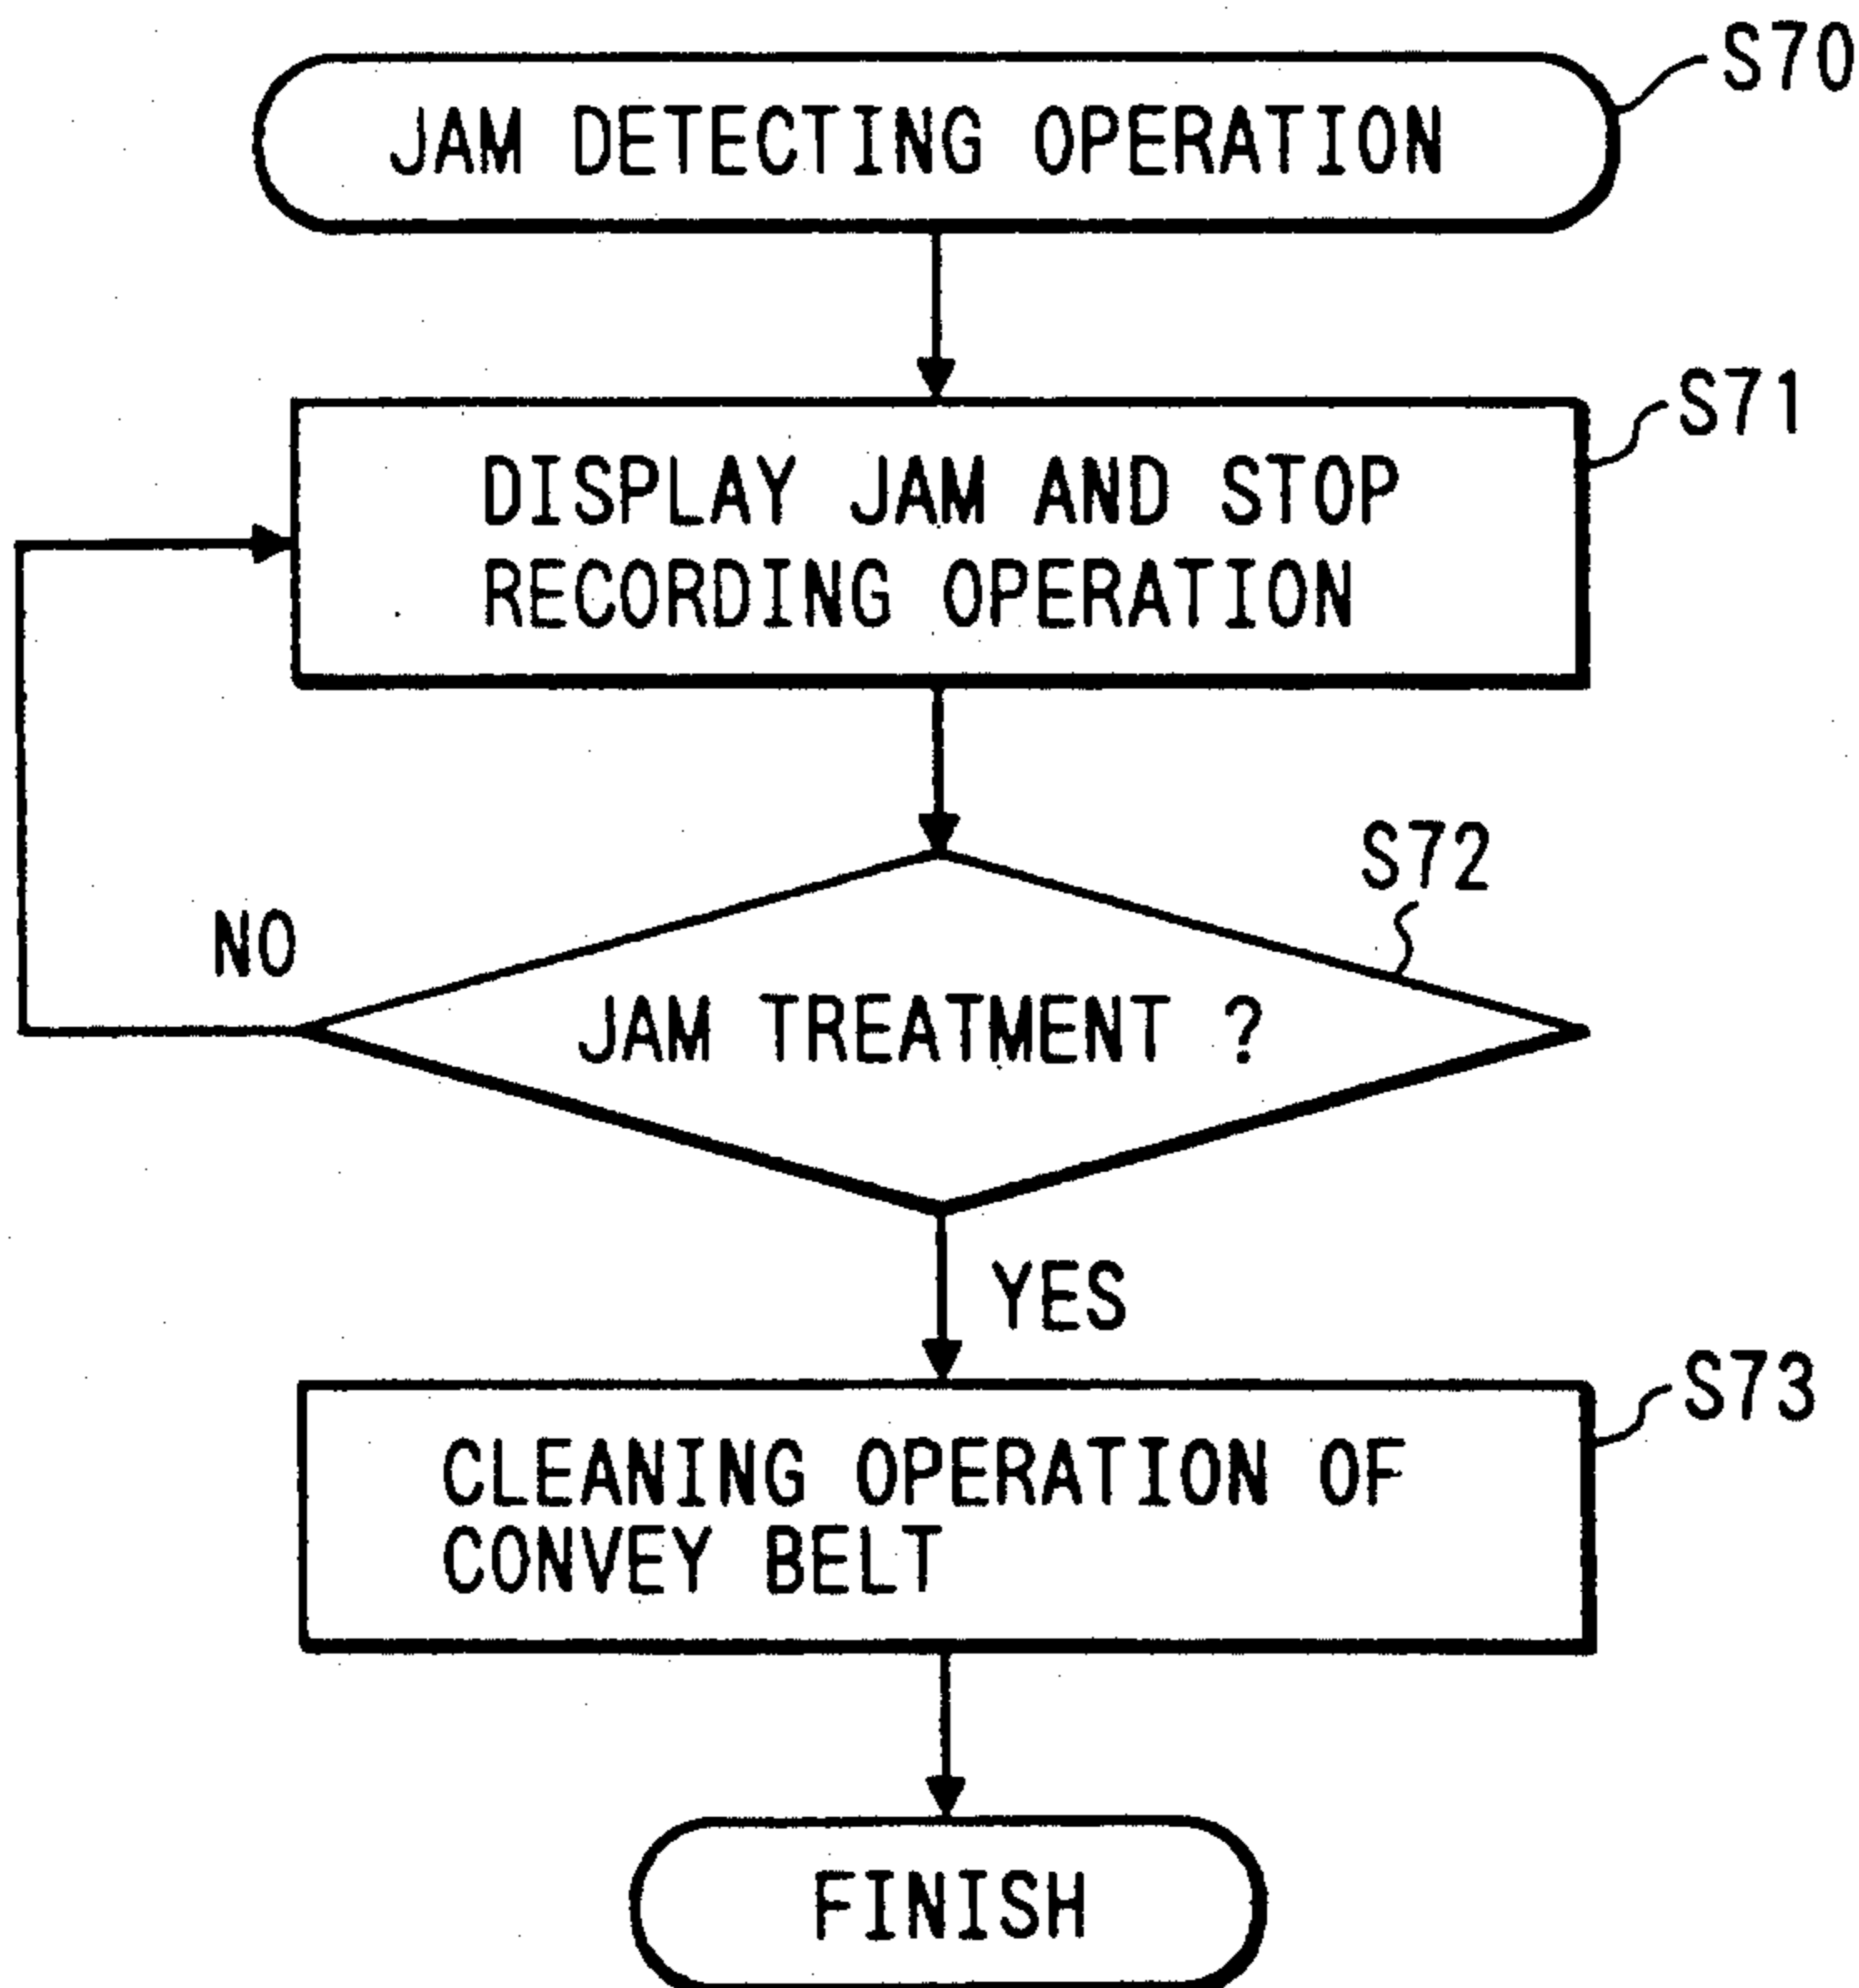 S70
JAM DETECTING OPERATION
S71
DISPLAY JAM AND STOP
RECORDING OPERATION
S72
NO
JAM TREATMENT ?
YES
S73
CLEANING OPERATION OF
CONVEY BELT
FINISH